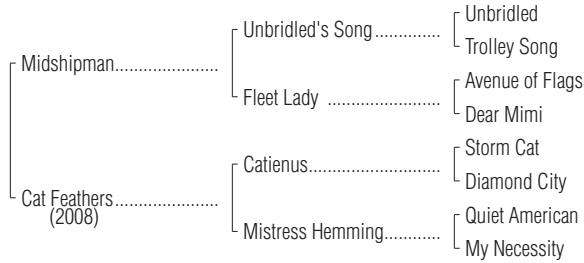 Unbridled
Unbridled's Song..............
Trolley Song
Midshipman......................
Avenue of Flags
Fleet Lady ........................
Dear Mimi
Storm Cat
Catienus............................
Diamond City
Cat Feathers......................
(2008)
Quiet American
Mistress Hemming............
My Necessity